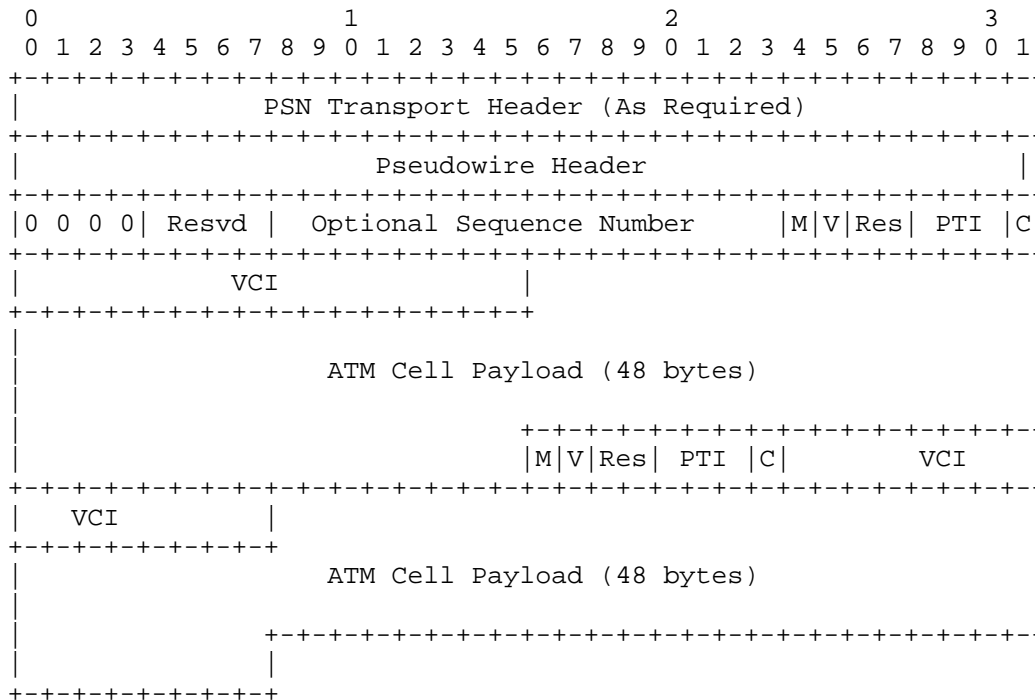 0                   1                   2                   3
0 1 2 3 4 5 6 7 8 9 0 1 2 3 4 5 6 7 8 9 0 1 2 3 4 5 6 7 8 9 0 1
+-+-+-+-+-+-+-+-+-+-+-+-+-+-+-+-+-+-+-+-+-+-+-+-+-+-+-+-+-+-+-+-
|               PSN Transport Header (As Required)
+-+-+-+-+-+-+-+-+-+-+-+-+-+-+-+-+-+-+-+-+-+-+-+-+-+-+-+-+-+-+-+-
|                      Pseudowire Header                       |
+-+-+-+-+-+-+-+-+-+-+-+-+-+-+-+-+-+-+-+-+-+-+-+-+-+-+-+-+-+-+-+-
|0 0 0 0| Resvd |  Optional Sequence Number     |M|V|Res| PTI |C
+-+-+-+-+-+-+-+-+-+-+-+-+-+-+-+-+-+-+-+-+-+-+-+-+-+-+-+-+-+-+-+-
|             VCI               |
+-+-+-+-+-+-+-+-+-+-+-+-+-+-+-+-+
|
|                   ATM Cell Payload (48 bytes)
|
|                               +-+-+-+-+-+-+-+-+-+-+-+-+-+-+-+-
|                               |M|V|Res| PTI |C|        VCI
+-+-+-+-+-+-+-+-+-+-+-+-+-+-+-+-+-+-+-+-+-+-+-+-+-+-+-+-+-+-+-+-
|   VCI         |
+-+-+-+-+-+-+-+-+
|                   ATM Cell Payload (48 bytes)
|
|               +-+-+-+-+-+-+-+-+-+-+-+-+-+-+-+-+-+-+-+-+-+-+-+-
|               |
+-+-+-+-+-+-+-+-+